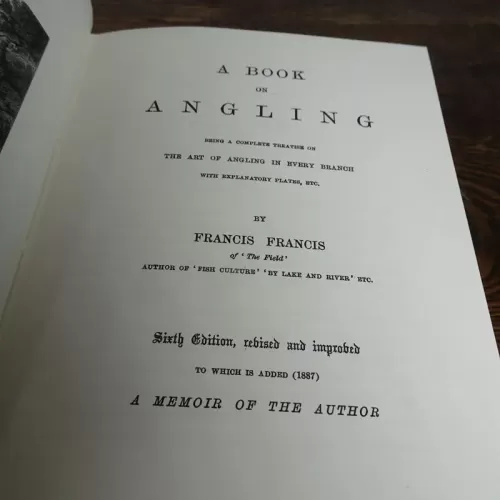 A BOOK
ON
ANGLING
BEING A COMPLETE TREATISE ON
THE ART OF ANGLING IN EVERY BRANCH
WITH EXPLANATORY PLATES, ETC.
BY
FRANCIS FRANCIS
of 'The Field'
AUTHOR OF 'FISH CULTURE' 'BY LAKE AND RIVER' ETC.
Sixth Edition, revised and improved
TO WHICH IS ADDED (1887)
A MEMOIR OF THE AUTHOR